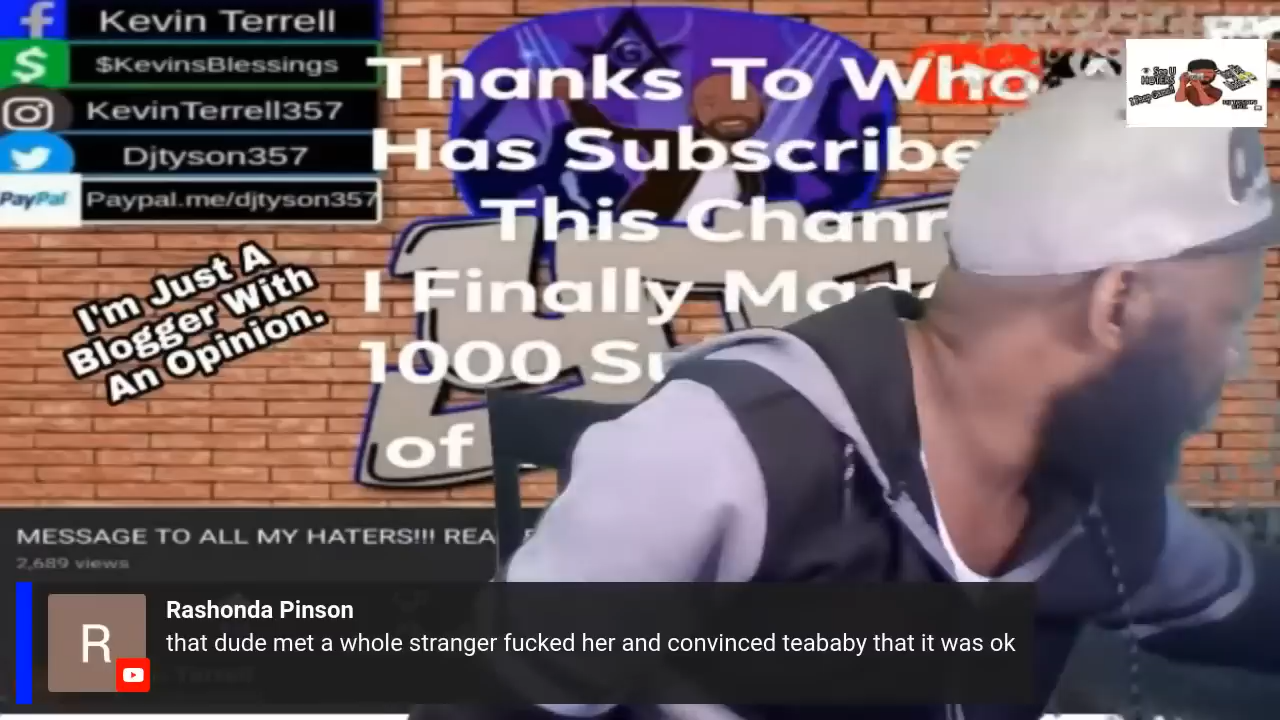 Kevin Terrell
$KevinsBlessings
KevinTerrell357
Djtyson357
PayPal
Paypal.me/djtyson357
Thanks To Who
Has Subscribe
This Chann
I Finally Made
1000 Su
of
I'm Just A
Blogger With
An Opinion.
MESSAGE TO ALL MY HATERS!!! REA
2,689 views
R
Rashonda Pinson
that dude met a whole stranger fucked her and convinced teababy that it was ok